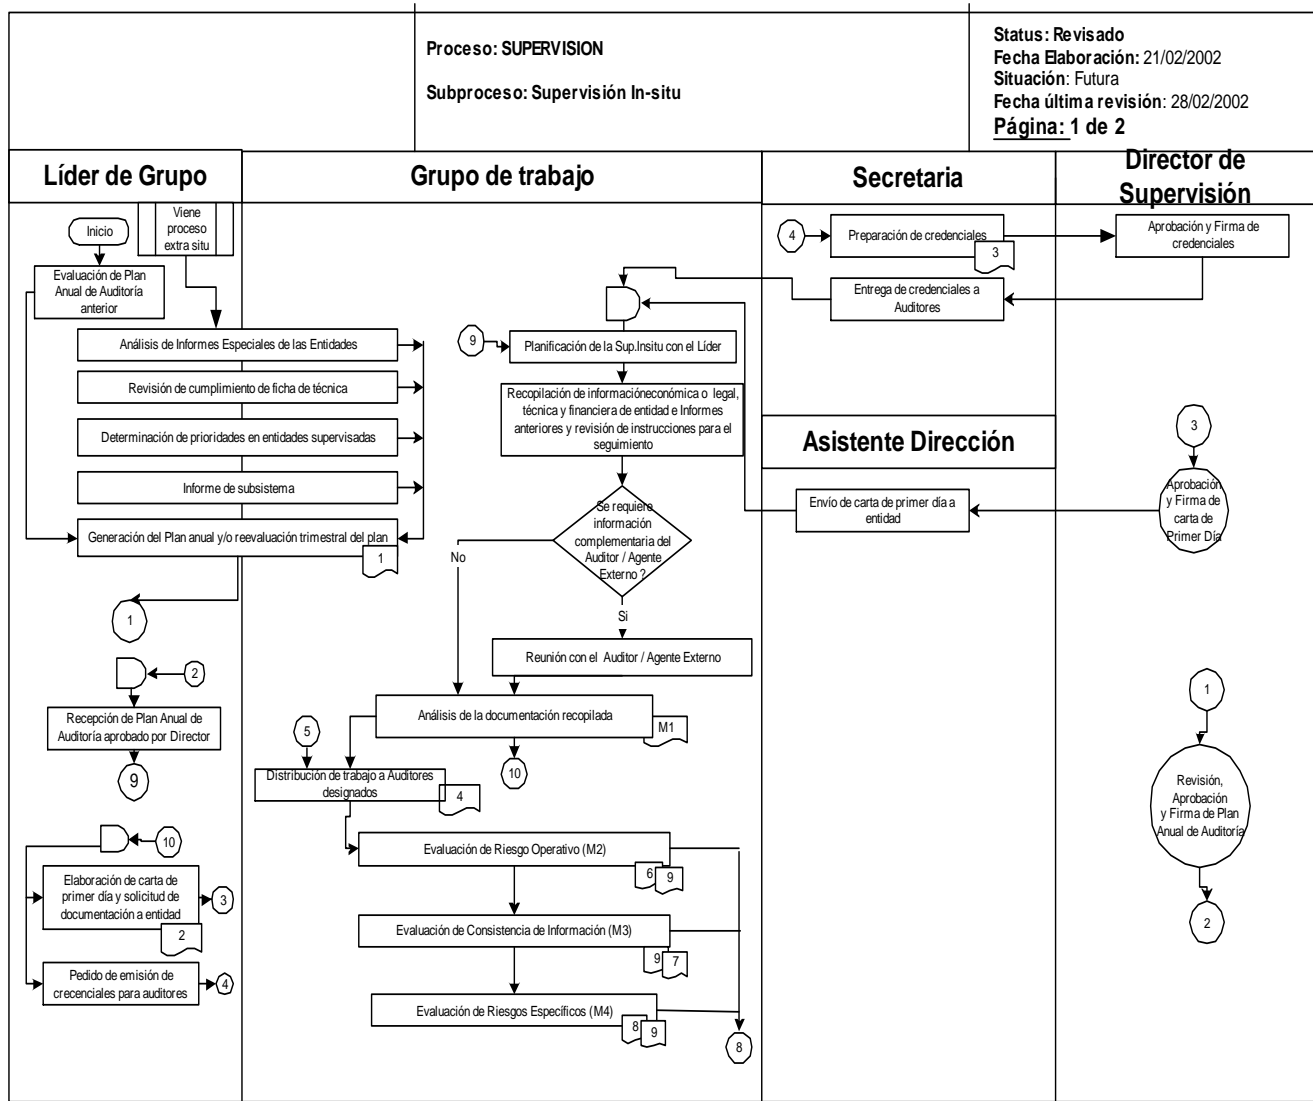 Proceso: SUPERVISION
Subproceso: Supervisión In-situ
Status: Revisado
Fecha Elaboración: 21/02/2002
Situación: Futura
Fecha última revisión: 28/02/2002
Página: 1 de 2
Líder de Grupo
Grupo de trabajo
Secretaria
Director de
Supervisión
Inicio
Viene
proceso
extra situ
Evaluación de Plan
Anual de Auditoría
anterior
Análisis de Informes Especiales de las Entidades
Revisión de cumplimiento de ficha de técnica
Determinación de prioridades en entidades supervisadas
Informe de subsistema
Generación del Plan anual y/o reevaluación trimestral del plan
1
1
2
Recepción de Plan Anual de
Auditoría aprobado por Director
9
10
Elaboración de carta de
primer día y solicitud de
documentación a entidad
2
3
Pedido de emisión de
crecenciales para auditores
4
9
Planificación de la Sup.Insitu con el Líder
Recopilación de informacióneconómica o legal,
técnica y financiera de entidad e Informes
anteriores y revisión de instrucciones para el
seguimiento
Se requiere
información
complementaria del
Auditor / Agente
Externo ?
No
Si
Reunión con el Auditor / Agente Externo
Análisis de la documentación recopilada
M1
5
10
Distribución de trabajo a Auditores
designados
4
Evaluación de Riesgo Operativo (M2)
6
9
Evaluación de Consistencia de Información (M3)
9
7
Evaluación de Riesgos Específicos (M4)
8
9
8
4
Preparación de credenciales
3
Entrega de credenciales a
Auditores
Asistente Dirección
Envío de carta de primer día a
entidad
Aprobación y Firma de
credenciales
3
Aprobación
y Firma de
carta de
Primer Día
1
Revisión,
Aprobación
y Firma de Plan
Anual de Auditoría
2